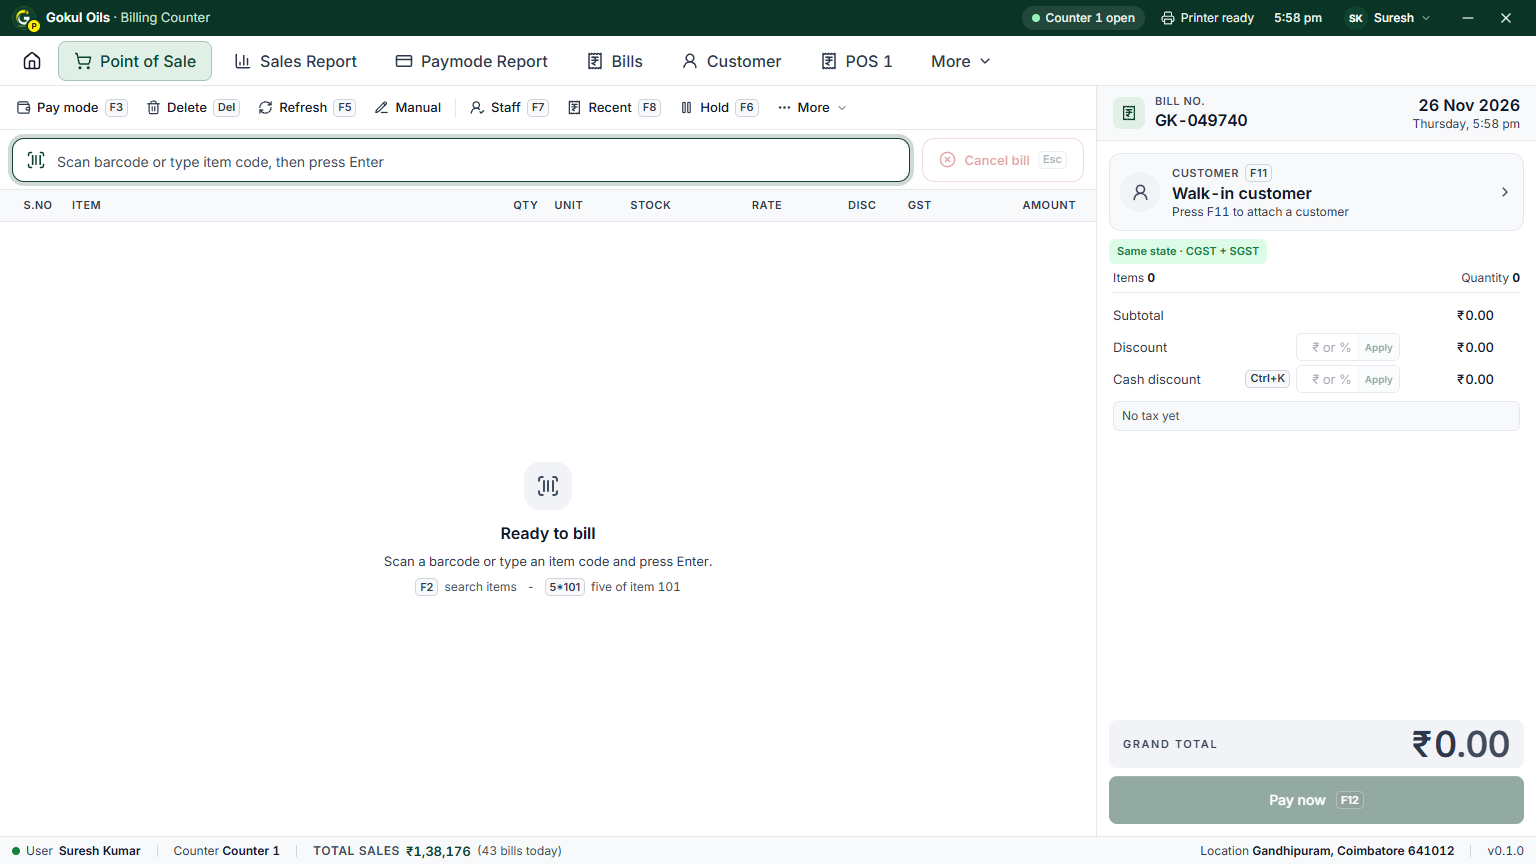 Gokul Oils · Billing Counter
P
Counter 1 open
Printer ready
5:58 pm
SK Suresh
Point of Sale
Sales Report
Paymode Report
Bills
Customer
POS 1
More
Pay mode F3
Delete Del
Refresh F5
Manual
Staff F7
Recent F8
Hold F6
More
BILL NO.
GK-049740
26 Nov 2026
Thursday, 5:58 pm
Scan barcode or type item code, then press Enter
Cancel bill Esc
S.NO ITEM QTY UNIT STOCK RATE DISC GST AMOUNT
CUSTOMER F11
Walk-in customer
Press F11 to attach a customer
Same state · CGST + SGST
Items 0 Quantity 0
Subtotal ₹0.00
Discount ₹ or % Apply ₹0.00
Cash discount Ctrl+K ₹ or % Apply ₹0.00
No tax yet
Ready to bill
Scan a barcode or type an item code and press Enter.
F2 search items - 5*101 five of item 101
GRAND TOTAL ₹0.00
Pay now F12
User Suresh Kumar
Counter Counter 1
TOTAL SALES ₹1,38,176 (43 bills today)
Location Gandhipuram, Coimbatore 641012
v0.1.0